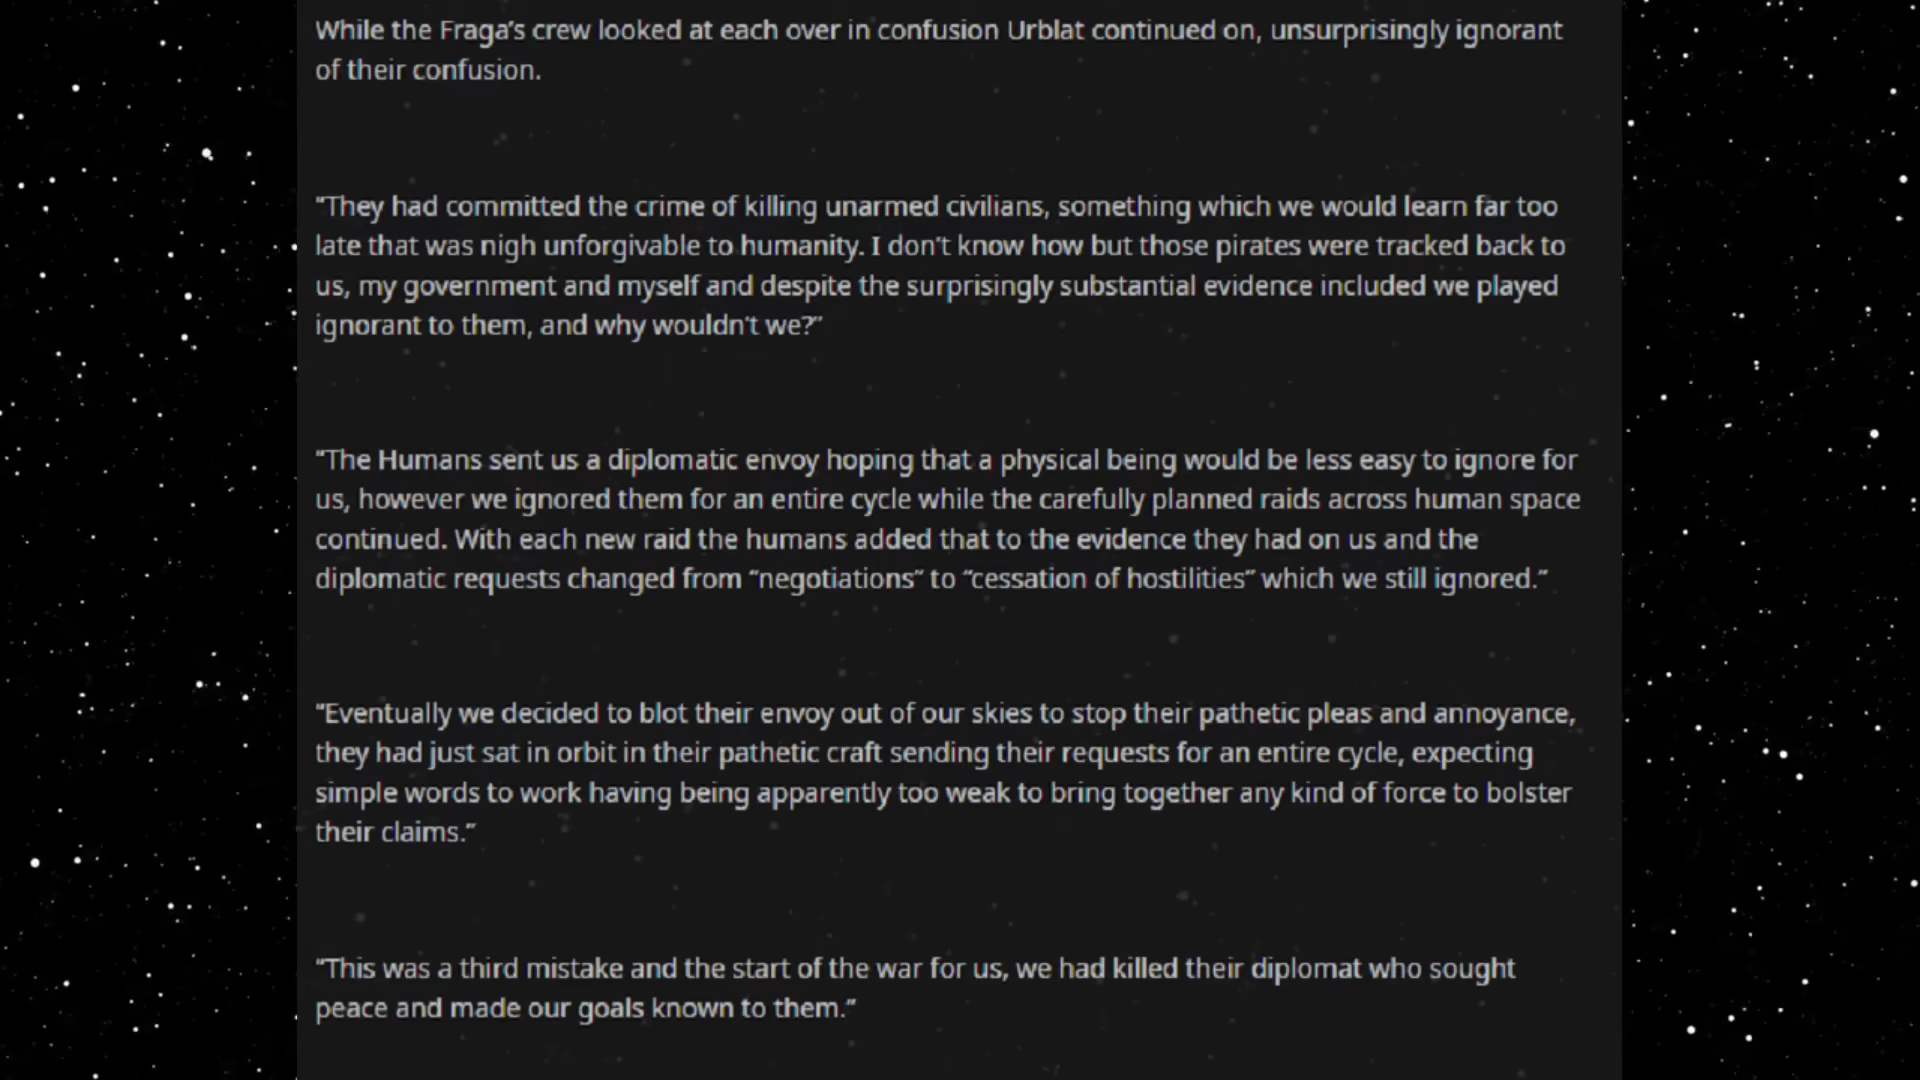 While the Fraga’s crew looked at each over in confusion Urblat continued on, unsurprisingly ignorant
of their confusion.
“They had committed the crime of killing unarmed civilians, something which we would learn far too
late that was nigh unforgivable to humanity. I don’t know how but those pirates were tracked back to
us, my government and myself and despite the surprisingly substantial evidence included we played
ignorant to them, and why wouldn’t we?”
“The Humans sent us a diplomatic envoy hoping that a physical being would be less easy to ignore for
us, however we ignored them for an entire cycle while the carefully planned raids across human space
continued. With each new raid the humans added that to the evidence they had on us and the
diplomatic requests changed from “negotiations” to “cessation of hostilities” which we still ignored.”
“Eventually we decided to blot their envoy out of our skies to stop their pathetic pleas and annoyance,
they had just sat in orbit in their pathetic craft sending their requests for an entire cycle, expecting
simple words to work having being apparently too weak to bring together any kind of force to bolster
their claims.”
“This was a third mistake and the start of the war for us, we had killed their diplomat who sought
peace and made our goals known to them.”